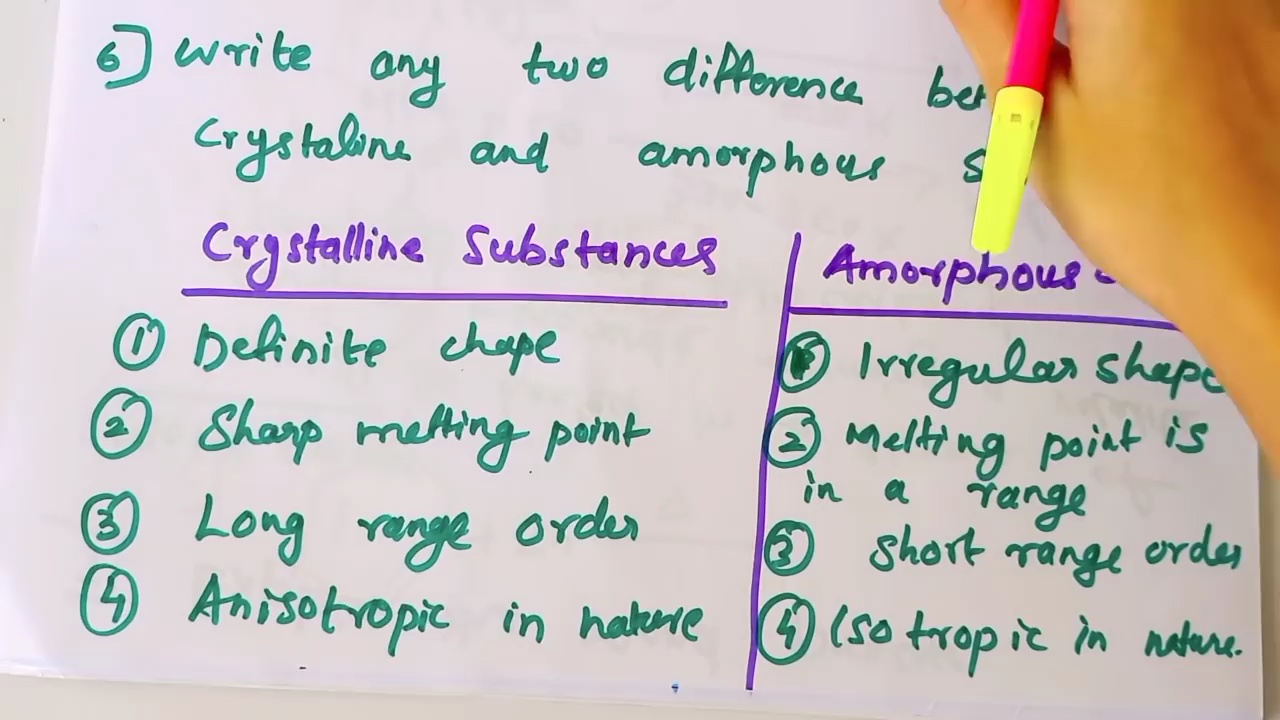 6] Write any two difference bet
Crystaline and amorphous s
Crystalline Substances
① Definite shape
② Sharp melting point
③ Long range order
④ Anisotropic in nature
Amorphous
① Irregular shape
② Melting point is
in a range
③ Short range order
④ Isotropic in nature.